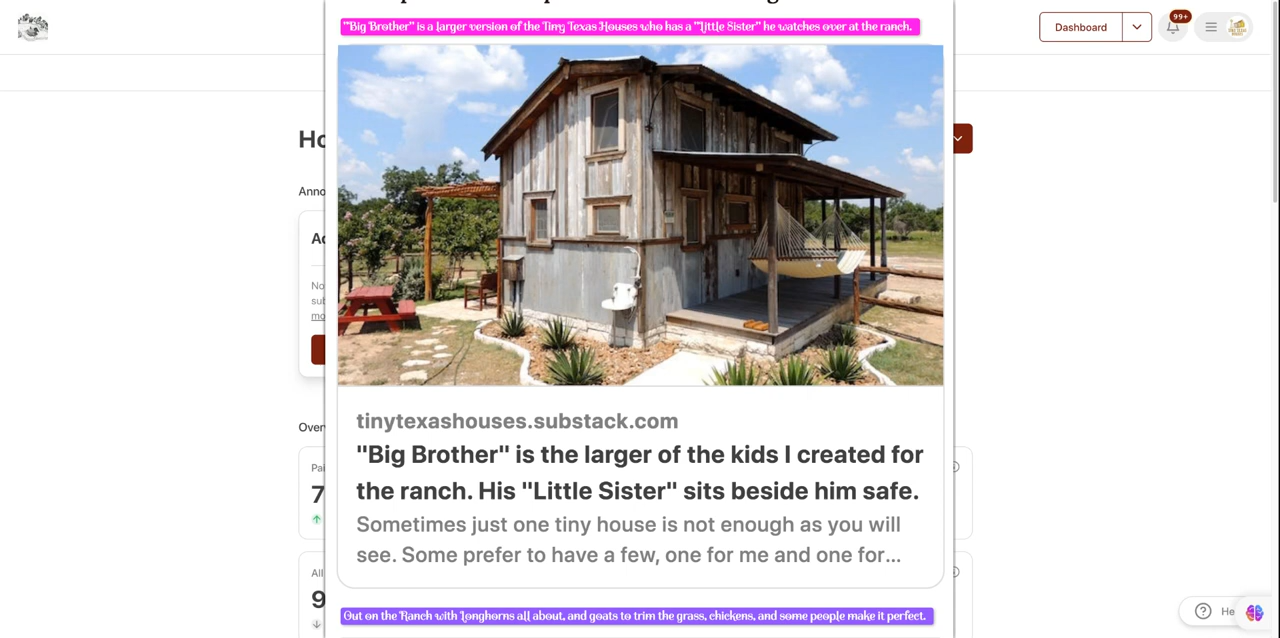 "Big Brother" is a larger version of the Tiny Texas Houses who has a "Little Sister" he watches over at the ranch.
Dashboard
99+
Ho
Anno
Ac
No
sub
mo
tinytexashouses.substack.com
"Big Brother" is the larger of the kids I created for
the ranch. His "Little Sister" sits beside him safe.
Sometimes just one tiny house is not enough as you will
see. Some prefer to have a few, one for me and one for...
Over
Pai
7
All
9
Out on the Ranch with Longhorns all about, and goats to trim the grass, chickens, and some people make it perfect.
He